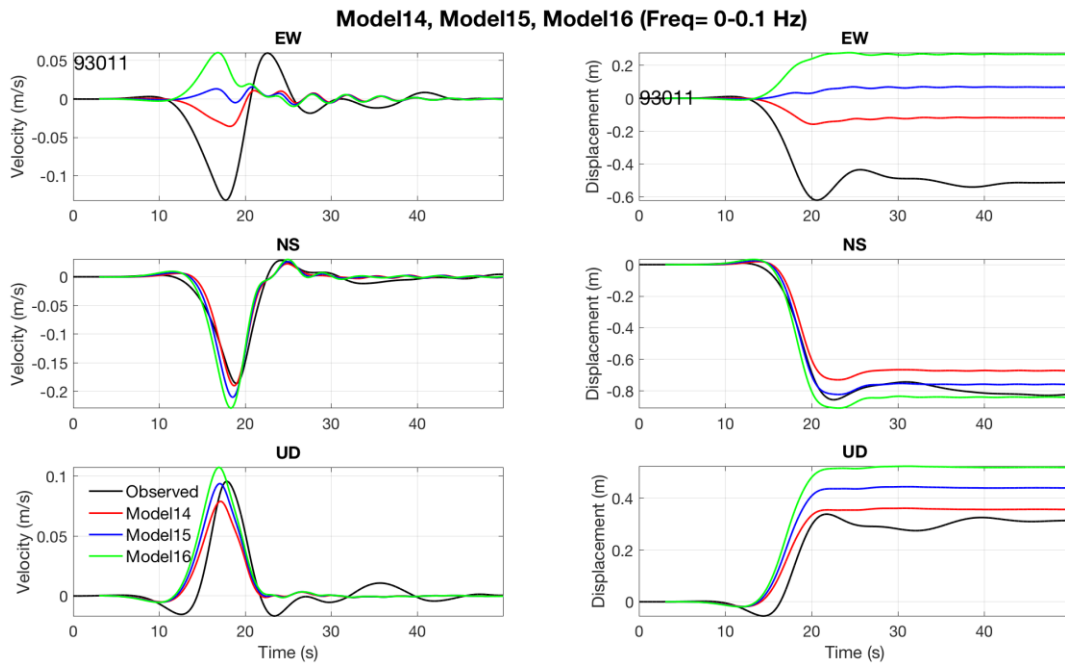 Model14, Model15, Model16 (Freq= 0-0.1 Hz)
EW
93011
Velocity (m/s)
0.05
0
-0.05
-0.1
0 10 20 30 40
EW
93011
Displacement (m)
0.2
0
-0.2
-0.4
-0.6
0 10 20 30 40
NS
Velocity (m/s)
0
-0.05
-0.1
-0.15
-0.2
0 10 20 30 40
NS
Displacement (m)
0
-0.2
-0.4
-0.6
-0.8
0 10 20 30 40
UD
Velocity (m/s)
0.1
0.05
0
Observed
Model14
Model15
Model16
0 10 20 30 40
Time (s)
UD
Displacement (m)
0.4
0.2
0
0 10 20 30 40
Time (s)